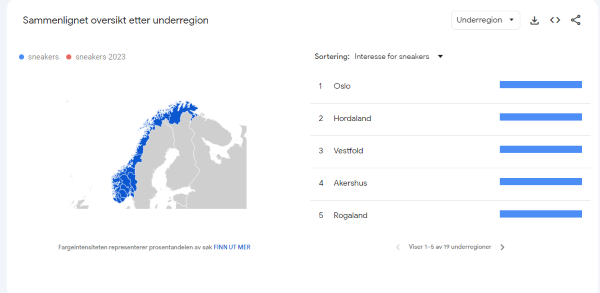 Sammenlignet oversikt etter underregion
Underregion
sneakers sneakers 2023
Sortering: Interesse for sneakers
1 Oslo
2 Hordaland
3 Vestfold
4 Akershus
5 Rogaland
Fargeintensiteten representerer prosentandelen av søk FINN UT MER
Viser 1–5 av 19 underregioner